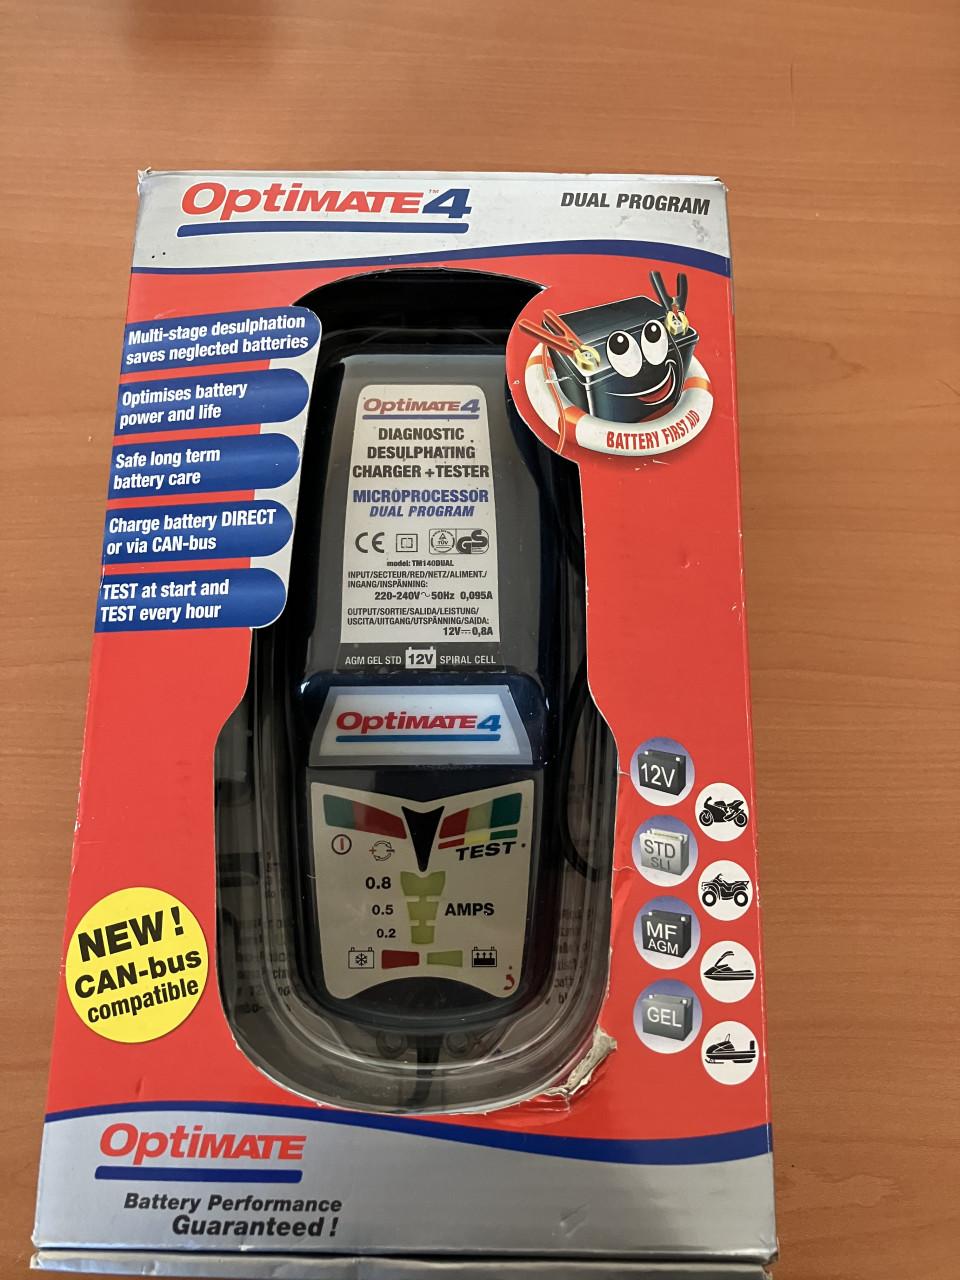 OptiMATE™4
DUAL PROGRAM
Multi-stage desulphation
saves neglected batteries
Optimises battery
power and life
Safe long term
battery care
Charge battery DIRECT
or via CAN-bus
TEST at start and
TEST every hour
BATTERY FIRST AID
OptiMATE4
DIAGNOSTIC
DESULPHATING
CHARGER + TESTER
MICROPROCESSOR
DUAL PROGRAM
CE TÜV GS
model: TM140DUAL
INPUT/SECTEUR/RED/NETZ/ALIMENT./
INGANG/INSPÄNNING:
220-240V~50Hz 0,095A
OUTPUT/SORTIE/SALIDA/LEISTUNG/
USCITA/UITGANG/UTSPÄNNING/SAIDA:
12V⎓0,8A
AGM GEL STD 12V SPIRAL CELL
OptiMATE4
TEST
0.8
0.5 AMPS
0.2
12V
STD
SLI
MF
AGM
GEL
NEW!
CAN-bus
compatible
OptiMATE
Battery Performance
Guaranteed!